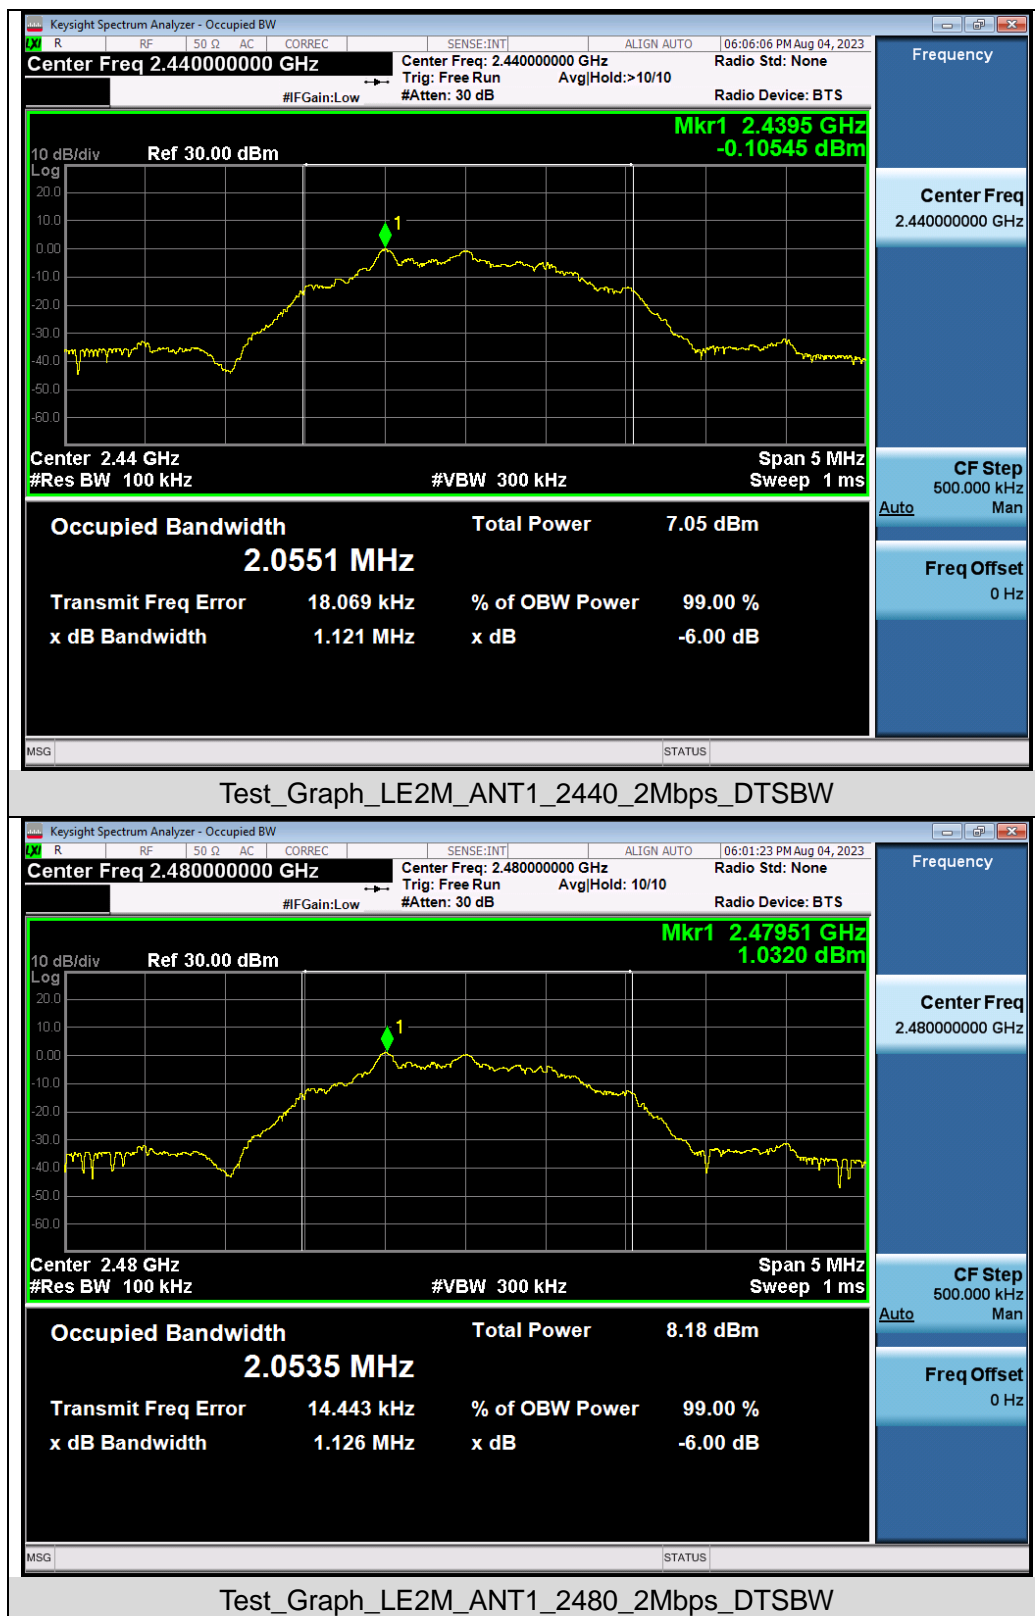 Keysight Spectrum Analyzer - Occupied BW
LXI R RF 50 Ω AC CORREC SENSE:INT ALIGN AUTO 06:06:06 PM Aug 04, 2023
Center Freq 2.440000000 GHz Center Freq: 2.440000000 GHz Radio Std: None
Trig: Free Run Avg|Hold:>10/10
#IFGain:Low #Atten: 30 dB Radio Device: BTS
Frequency
Mkr1 2.4395 GHz
10 dB/div Ref 30.00 dBm -0.10545 dBm
Log
20.0
10.0
0.00
-10.0
-20.0
-30.0
-40.0
-50.0
-60.0
1
Center 2.44 GHz Span 5 MHz
#Res BW 100 kHz #VBW 300 kHz Sweep 1 ms
Center Freq
2.440000000 GHz
CF Step
500.000 kHz
Auto Man
Freq Offset
0 Hz
Occupied Bandwidth Total Power 7.05 dBm
2.0551 MHz
Transmit Freq Error 18.069 kHz % of OBW Power 99.00 %
x dB Bandwidth 1.121 MHz x dB -6.00 dB
MSG STATUS
Test_Graph_LE2M_ANT1_2440_2Mbps_DTSBW
Keysight Spectrum Analyzer - Occupied BW
LXI R RF 50 Ω AC CORREC SENSE:INT ALIGN AUTO 06:01:23 PM Aug 04, 2023
Center Freq 2.480000000 GHz Center Freq: 2.480000000 GHz Radio Std: None
Trig: Free Run Avg|Hold: 10/10
#IFGain:Low #Atten: 30 dB Radio Device: BTS
Frequency
Mkr1 2.47951 GHz
10 dB/div Ref 30.00 dBm 1.0320 dBm
Log
20.0
10.0
0.00
-10.0
-20.0
-30.0
-40.0
-50.0
-60.0
1
Center 2.48 GHz Span 5 MHz
#Res BW 100 kHz #VBW 300 kHz Sweep 1 ms
Center Freq
2.480000000 GHz
CF Step
500.000 kHz
Auto Man
Freq Offset
0 Hz
Occupied Bandwidth Total Power 8.18 dBm
2.0535 MHz
Transmit Freq Error 14.443 kHz % of OBW Power 99.00 %
x dB Bandwidth 1.126 MHz x dB -6.00 dB
MSG STATUS
Test_Graph_LE2M_ANT1_2480_2Mbps_DTSBW